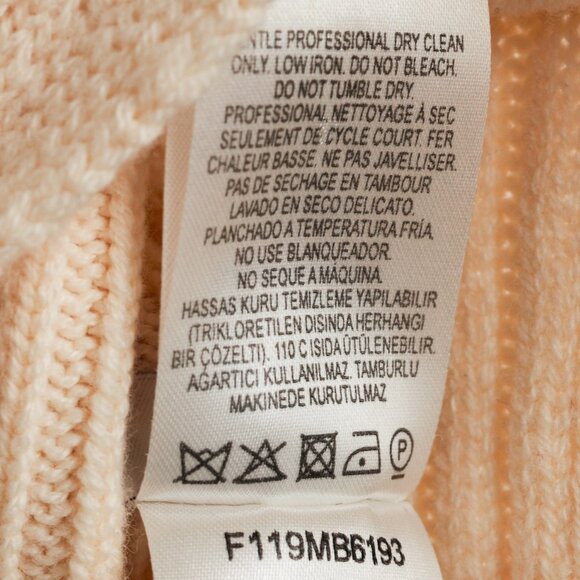 GENTLE PROFESSIONAL DRY CLEAN
ONLY. LOW IRON. DO NOT BLEACH.
DO NOT TUMBLE DRY.
PROFESSIONAL NETTOYAGE À SEC
SEULEMENT DE CYCLE COURT. FER
CHALEUR BASSE. NE PAS JAVELLISER.
PAS DE SECHAGE EN TAMBOUR
LAVADO EN SECO DELICATO.
PLANCHADO A TEMPERATURA FRÍA.
NO USE BLANQUEADOR.
NO SEQUE A MÁQUINA.
HASSAS KURU TEMIZLEME YAPILABILIR
(TRIKLORETILEN DISINDA HERHANGI
BIR ÇÖZELTI). 110 C ISIDA ÜTÜLENEBILIR.
AĞARTICI KULLANILMAZ. TAMBURLU
MAKINEDE KURUTULMAZ
P
F119MB6193